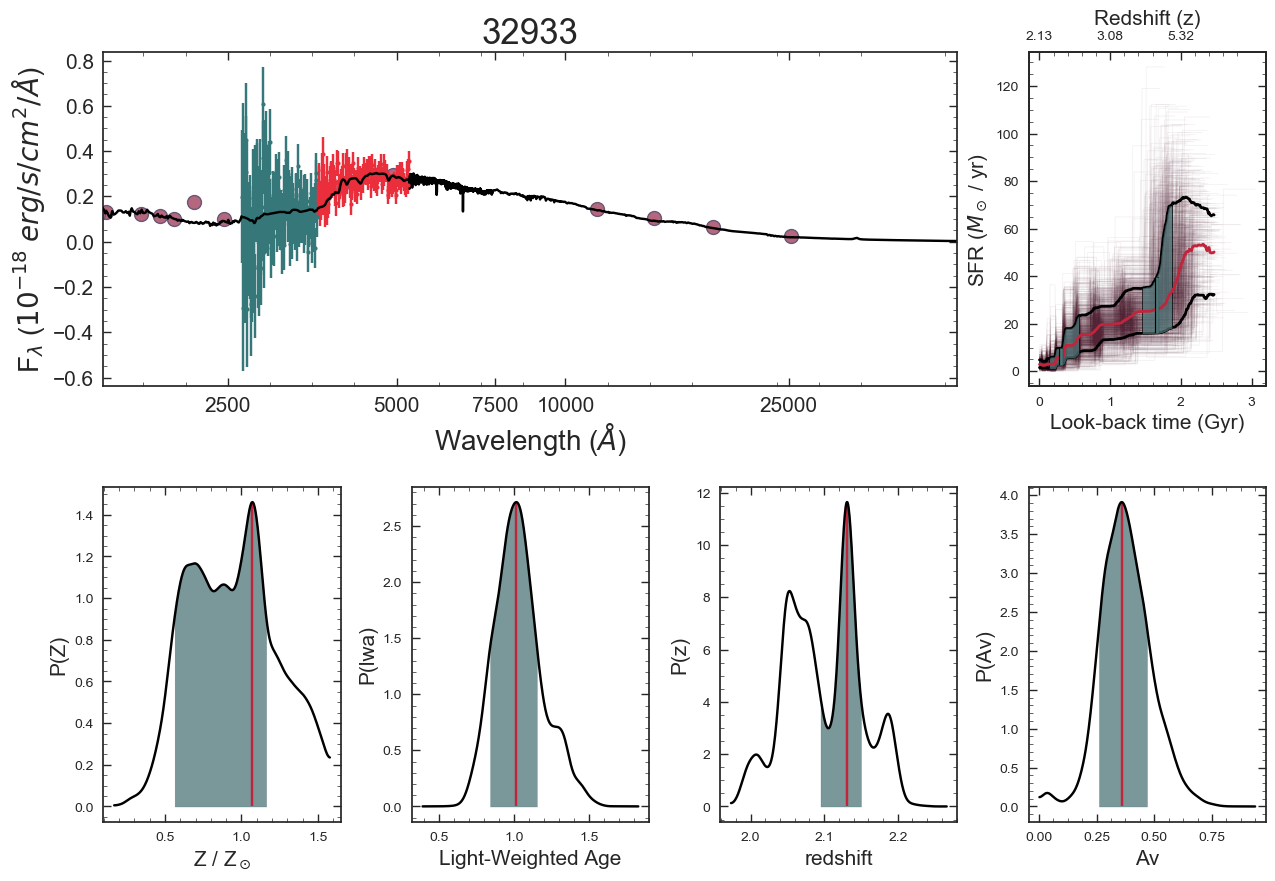 32933
F_λ (10^{-18} erg/s/cm^2/Å)
0.8
0.6
0.4
0.2
0.0
−0.2
−0.4
−0.6
2500 5000 7500 10000 25000
Wavelength (Å)
Redshift (z)
2.13 3.08 5.32
SFR (M_⊙ / yr)
120
100
80
60
40
20
0
0 1 2 3
Look-back time (Gyr)
P(Z)
1.4
1.2
1.0
0.8
0.6
0.4
0.2
0.0
0.5 1.0 1.5
Z / Z_⊙
P(lwa)
2.5
2.0
1.5
1.0
0.5
0.0
0.5 1.0 1.5
Light-Weighted Age
P(z)
12
10
8
6
4
2
0
2.0 2.1 2.2
redshift
P(Av)
4.0
3.5
3.0
2.5
2.0
1.5
1.0
0.5
0.0
0.00 0.25 0.50 0.75
Av